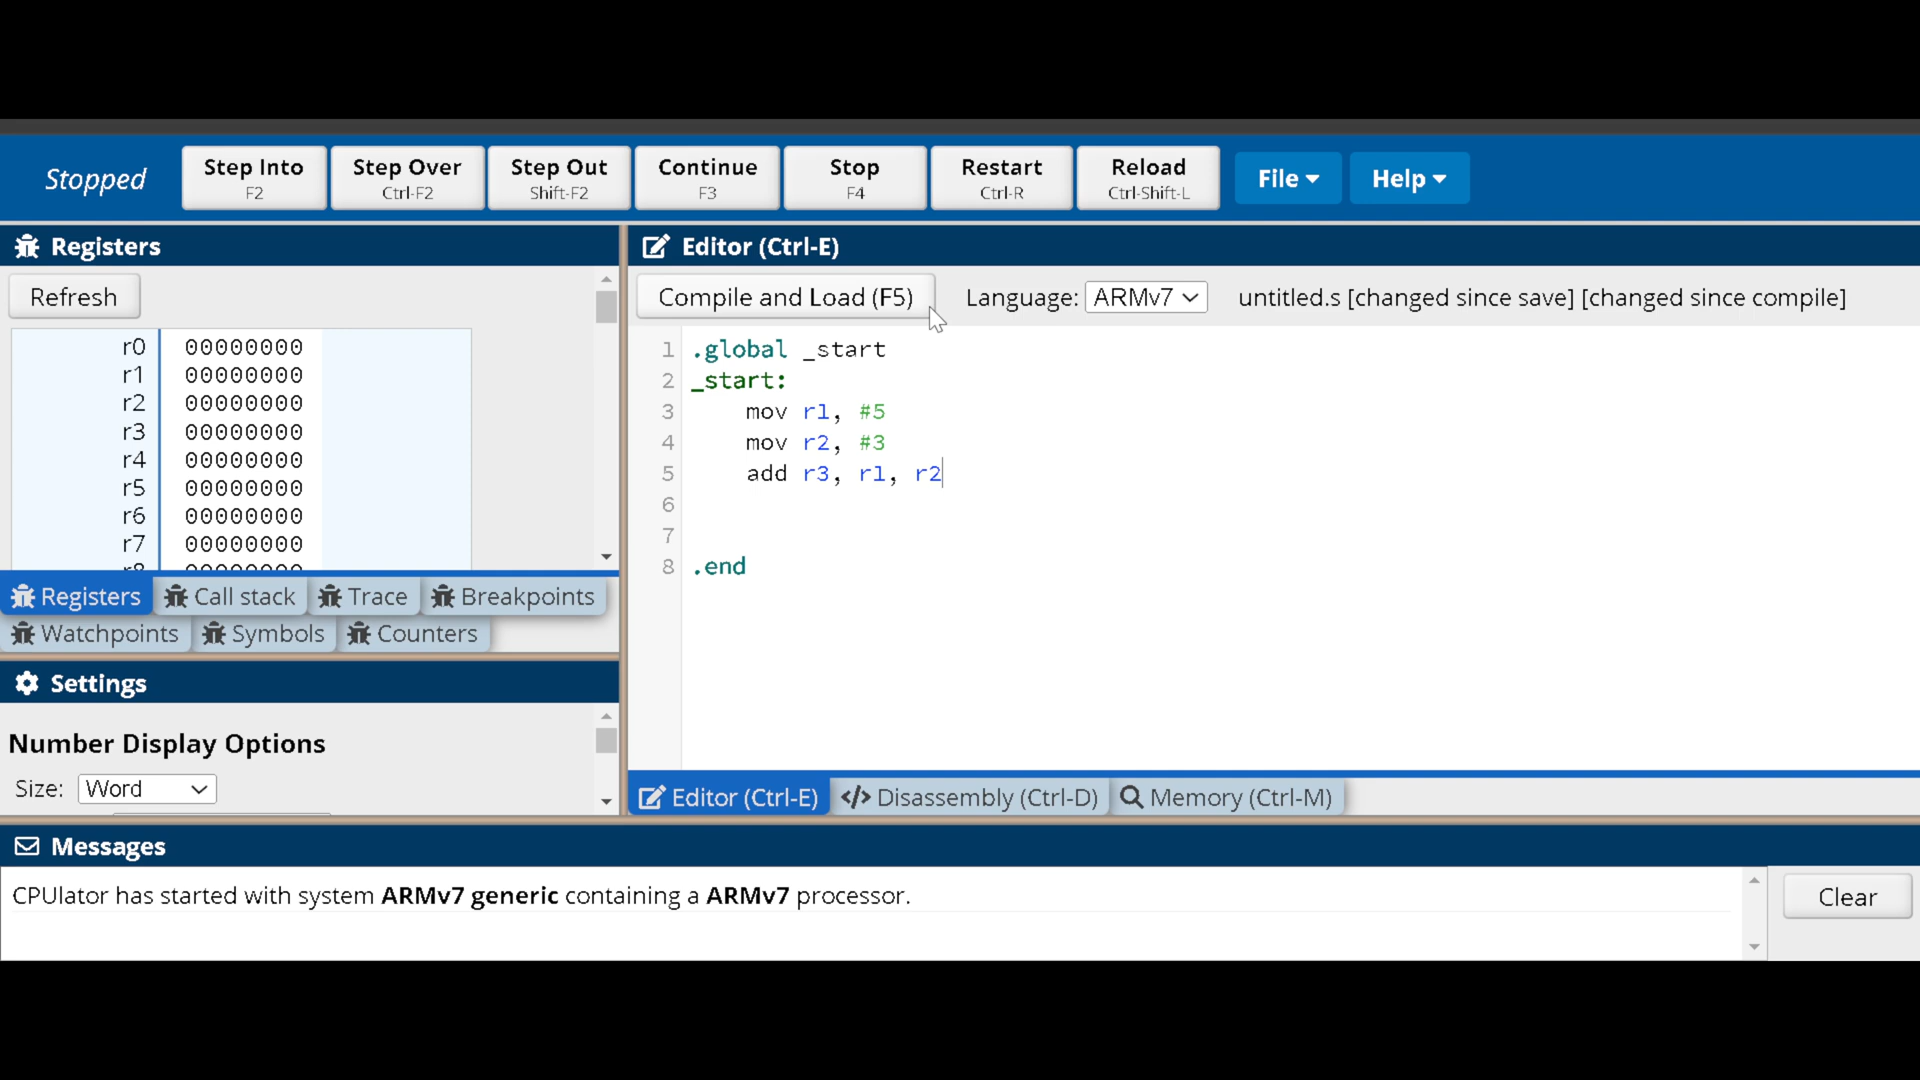 Stopped
Step Into
F2
Step Over
Ctrl-F2
Step Out
Shift-F2
Continue
F3
Stop
F4
Restart
Ctrl-R
Reload
Ctrl-Shift-L
File
Help
Registers
Refresh
r0 00000000
r1 00000000
r2 00000000
r3 00000000
r4 00000000
r5 00000000
r6 00000000
r7 00000000
r8 00000000
Registers Call stack Trace Breakpoints
Watchpoints Symbols Counters
Settings
Number Display Options
Size: Word
Editor (Ctrl-E)
Compile and Load (F5) Language: ARMv7 untitled.s [changed since save] [changed since compile]
1 .global _start
2 _start:
3 mov r1, #5
4 mov r2, #3
5 add r3, r1, r2
6
7
8 .end
Editor (Ctrl-E) </> Disassembly (Ctrl-D) Memory (Ctrl-M)
Messages
CPUlator has started with system ARMv7 generic containing a ARMv7 processor.
Clear